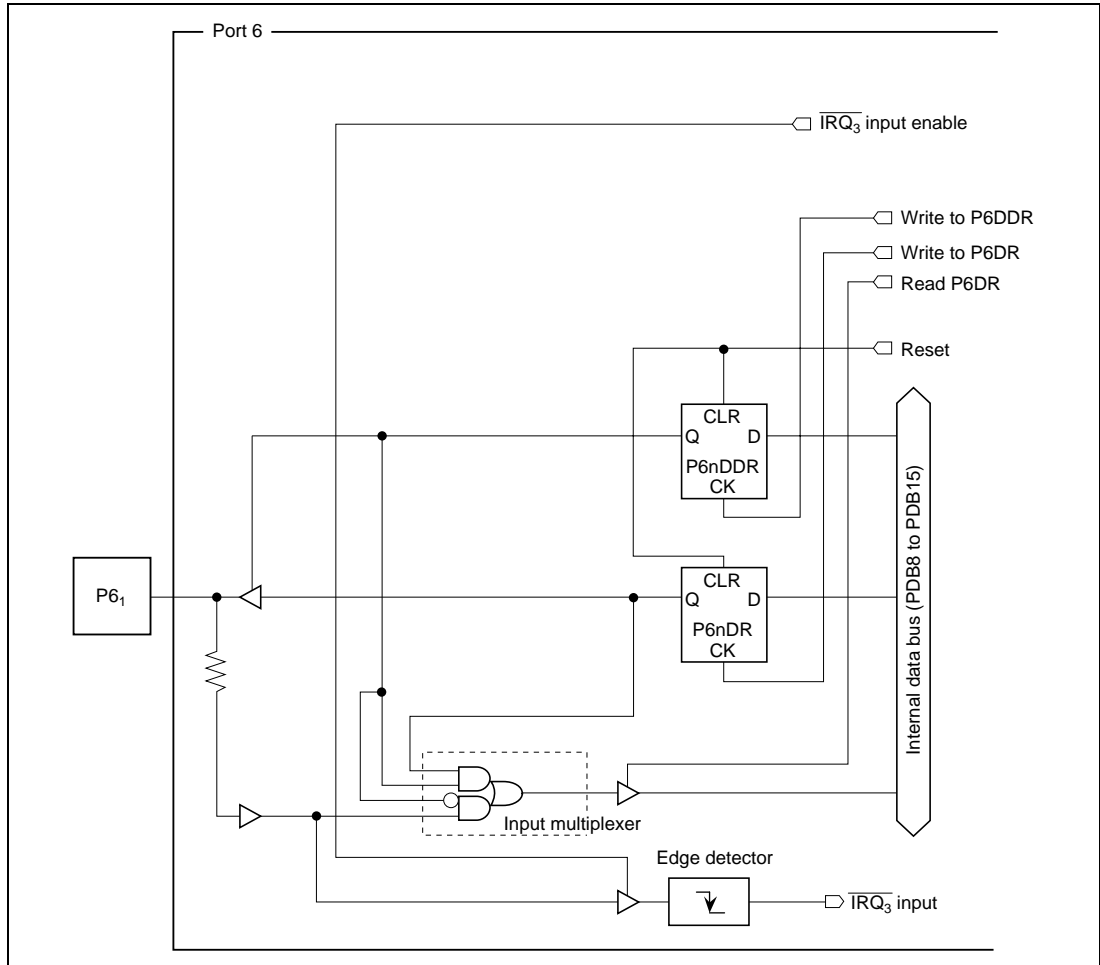 Port 6
IRQ₃ input enable
Write to P6DDR
Write to P6DR
Read P6DR
Reset
CLR
Q D
P6nDDR
CK
P6₁
CLR
Q D
P6nDR
CK
Internal data bus (PDB8 to PDB15)
Input multiplexer
Edge detector
IRQ₃ input